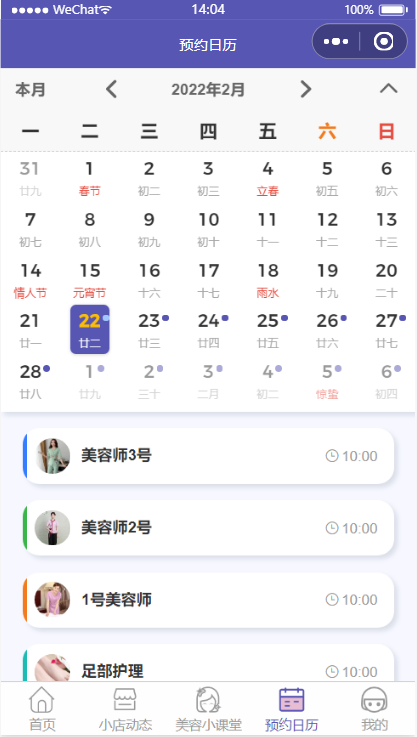 WeChat 14:04 100%
预约日历
本月 2022年2月
一 二 三 四 五 六 日
31 1 2 3 4 5 6
廿九 春节 初二 初三 立春 初五 初六
7 8 9 10 11 12 13
初七 初八 初九 初十 十一 十二 十三
14 15 16 17 18 19 20
情人节 元宵节 十六 十七 雨水 十九 二十
21 22 23 24 25 26 27
廿一 廿二 廿三 廿四 廿五 廿六 廿七
28 1 2 3 4 5 6
廿八 廿九 三十 二月 初二 惊蛰 初四
美容师3号 10:00
美容师2号 10:00
1号美容师 10:00
足部护理
首页 小店动态 美容小课堂 预约日历 我的